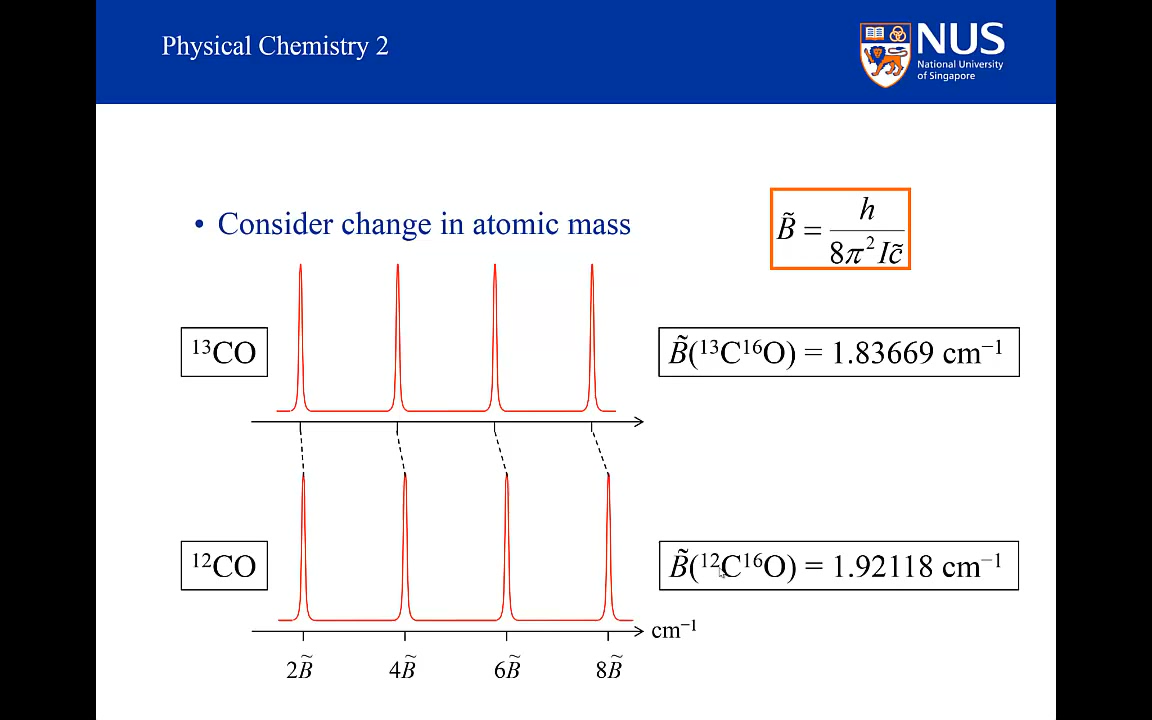 Physical Chemistry 2
NUS
National University
of Singapore
• Consider change in atomic mass
B̃ = h / 8π² I c̃
¹³CO
B̃(¹³C¹⁶O) = 1.83669 cm⁻¹
¹²CO
B̃(¹²C¹⁶O) = 1.92118 cm⁻¹
cm⁻¹
2B̃ 4B̃ 6B̃ 8B̃